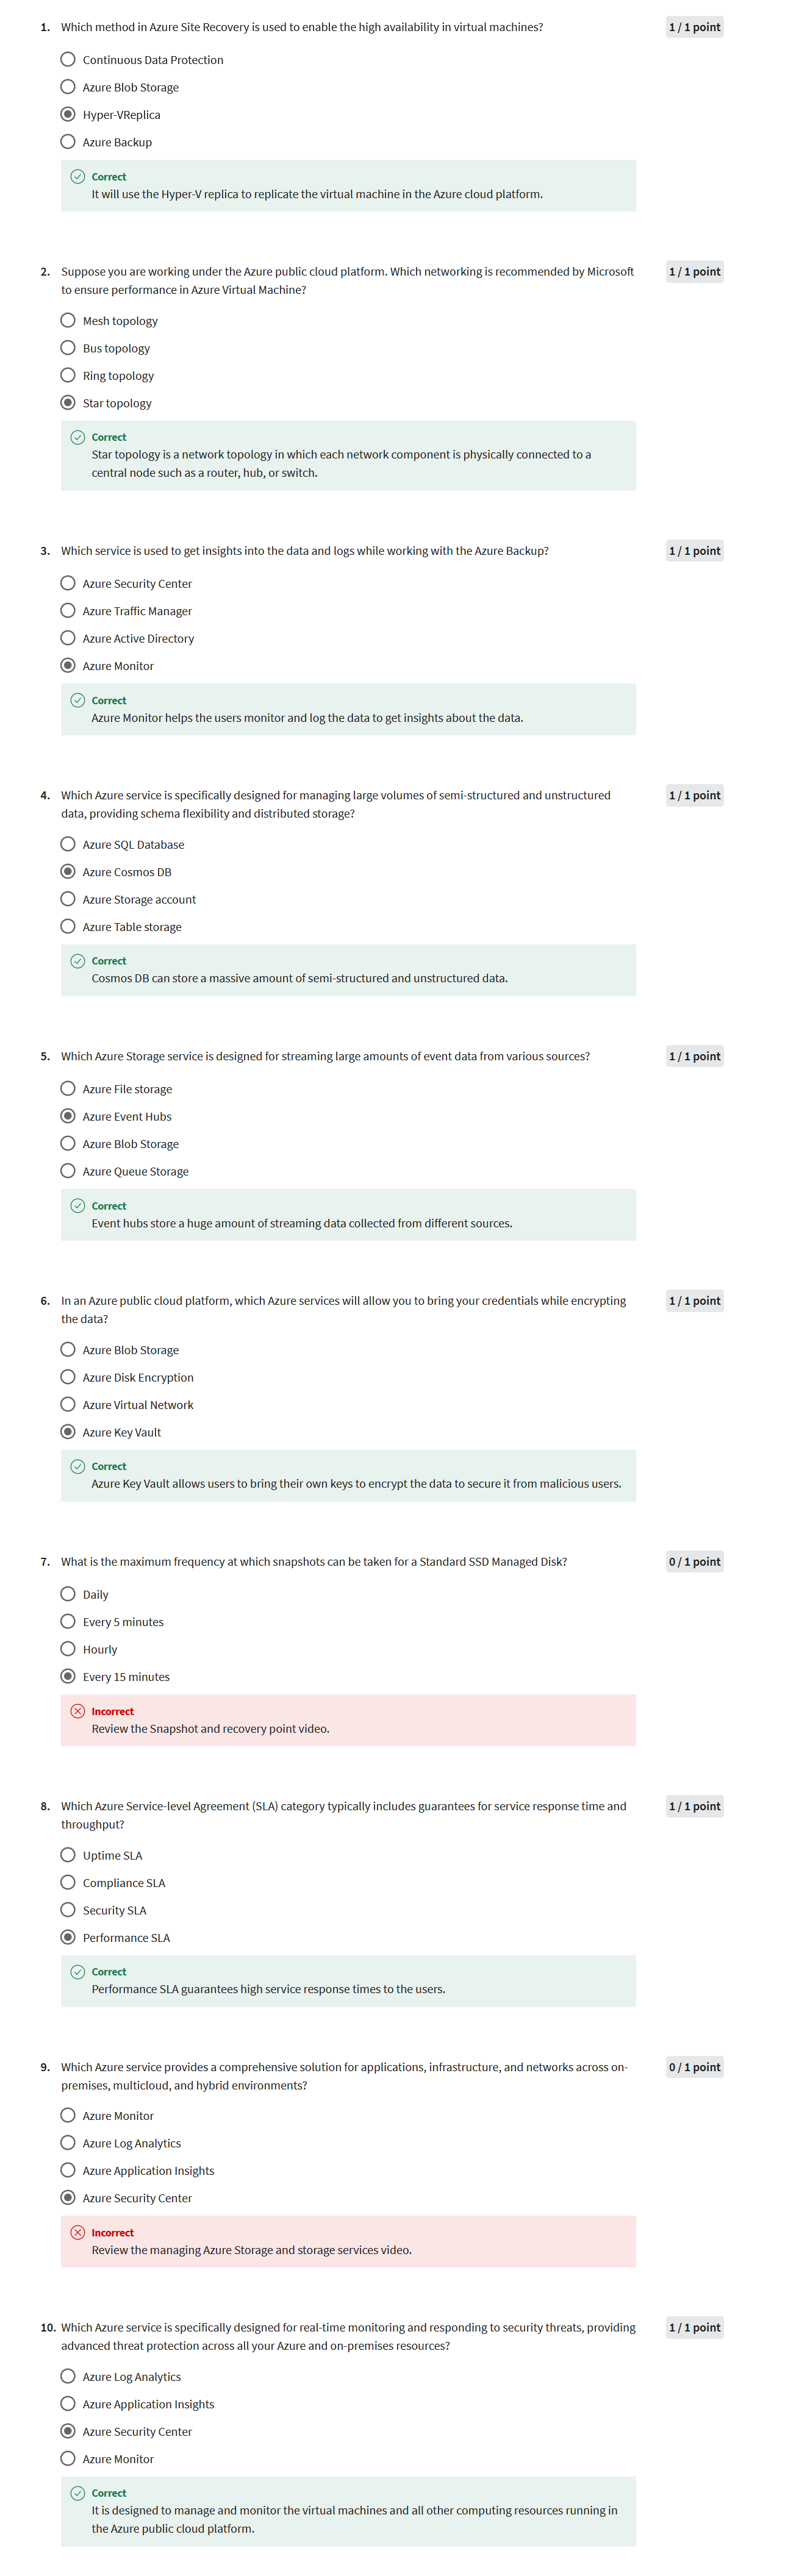 1. Which method in Azure Site Recovery is used to enable the high availability in virtual machines?
1 / 1 point
Continuous Data Protection
Azure Blob Storage
Hyper-VReplica
Azure Backup
Correct
It will use the Hyper-V replica to replicate the virtual machine in the Azure cloud platform.
2. Suppose you are working under the Azure public cloud platform. Which networking is recommended by Microsoft
to ensure performance in Azure Virtual Machine?
1 / 1 point
Mesh topology
Bus topology
Ring topology
Star topology
Correct
Star topology is a network topology in which each network component is physically connected to a
central node such as a router, hub, or switch.
3. Which service is used to get insights into the data and logs while working with the Azure Backup?
1 / 1 point
Azure Security Center
Azure Traffic Manager
Azure Active Directory
Azure Monitor
Correct
Azure Monitor helps the users monitor and log the data to get insights about the data.
4. Which Azure service is specifically designed for managing large volumes of semi-structured and unstructured
data, providing schema flexibility and distributed storage?
1 / 1 point
Azure SQL Database
Azure Cosmos DB
Azure Storage account
Azure Table storage
Correct
Cosmos DB can store a massive amount of semi-structured and unstructured data.
5. Which Azure Storage service is designed for streaming large amounts of event data from various sources?
1 / 1 point
Azure File storage
Azure Event Hubs
Azure Blob Storage
Azure Queue Storage
Correct
Event hubs store a huge amount of streaming data collected from different sources.
6. In an Azure public cloud platform, which Azure services will allow you to bring your credentials while encrypting
the data?
1 / 1 point
Azure Blob Storage
Azure Disk Encryption
Azure Virtual Network
Azure Key Vault
Correct
Azure Key Vault allows users to bring their own keys to encrypt the data to secure it from malicious users.
7. What is the maximum frequency at which snapshots can be taken for a Standard SSD Managed Disk?
0 / 1 point
Daily
Every 5 minutes
Hourly
Every 15 minutes
Incorrect
Review the Snapshot and recovery point video.
8. Which Azure Service-level Agreement (SLA) category typically includes guarantees for service response time and
throughput?
1 / 1 point
Uptime SLA
Compliance SLA
Security SLA
Performance SLA
Correct
Performance SLA guarantees high service response times to the users.
9. Which Azure service provides a comprehensive solution for applications, infrastructure, and networks across on-
premises, multicloud, and hybrid environments?
0 / 1 point
Azure Monitor
Azure Log Analytics
Azure Application Insights
Azure Security Center
Incorrect
Review the managing Azure Storage and storage services video.
10. Which Azure service is specifically designed for real-time monitoring and responding to security threats, providing
advanced threat protection across all your Azure and on-premises resources?
1 / 1 point
Azure Log Analytics
Azure Application Insights
Azure Security Center
Azure Monitor
Correct
It is designed to manage and monitor the virtual machines and all other computing resources running in
the Azure public cloud platform.